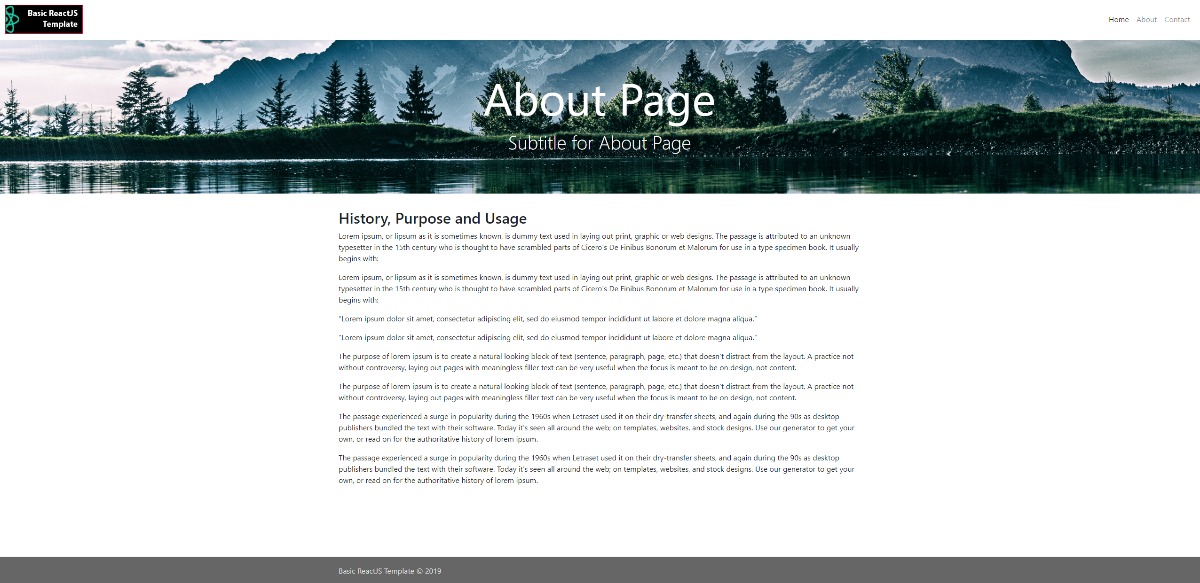 Basic ReactJS
Template
Home About Contact
About Page
Subtitle for About Page
History, Purpose and Usage
Lorem ipsum, or lipsum as it is sometimes known, is dummy text used in laying out print, graphic or web designs. The passage is attributed to an unknown
typesetter in the 15th century who is thought to have scrambled parts of Cicero's De Finibus Bonorum et Malorum for use in a type specimen book. It usually
begins with:
Lorem ipsum, or lipsum as it is sometimes known, is dummy text used in laying out print, graphic or web designs. The passage is attributed to an unknown
typesetter in the 15th century who is thought to have scrambled parts of Cicero's De Finibus Bonorum et Malorum for use in a type specimen book. It usually
begins with:
"Lorem ipsum dolor sit amet, consectetur adipiscing elit, sed do eiusmod tempor incididunt ut labore et dolore magna aliqua."
"Lorem ipsum dolor sit amet, consectetur adipiscing elit, sed do eiusmod tempor incididunt ut labore et dolore magna aliqua."
The purpose of lorem ipsum is to create a natural looking block of text (sentence, paragraph, page, etc.) that doesn't distract from the layout. A practice not
without controversy, laying out pages with meaningless filler text can be very useful when the focus is meant to be on design, not content.
The purpose of lorem ipsum is to create a natural looking block of text (sentence, paragraph, page, etc.) that doesn't distract from the layout. A practice not
without controversy, laying out pages with meaningless filler text can be very useful when the focus is meant to be on design, not content.
The passage experienced a surge in popularity during the 1960s when Letraset used it on their dry-transfer sheets, and again during the 90s as desktop
publishers bundled the text with their software. Today it's seen all around the web; on templates, websites, and stock designs. Use our generator to get your
own, or read on for the authoritative history of lorem ipsum.
The passage experienced a surge in popularity during the 1960s when Letraset used it on their dry-transfer sheets, and again during the 90s as desktop
publishers bundled the text with their software. Today it's seen all around the web; on templates, websites, and stock designs. Use our generator to get your
own, or read on for the authoritative history of lorem ipsum.
Basic ReactJS Template © 2019